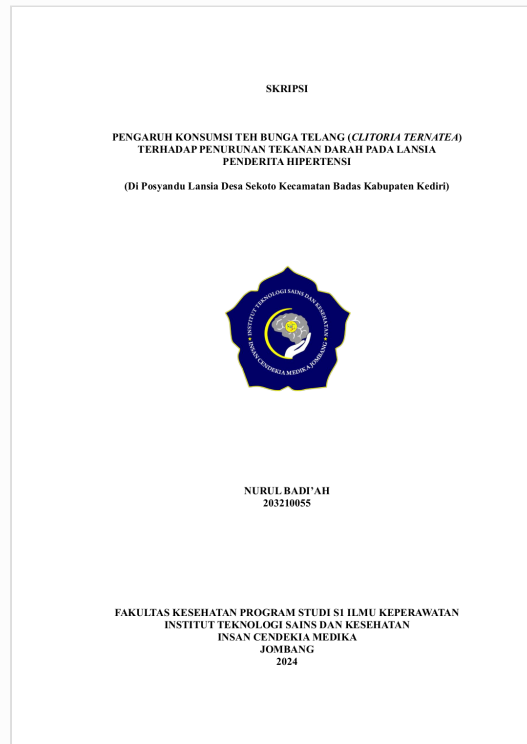 SKRIPSI
PENGARUH KONSUMSI TEH BUNGA TELANG (CLITORIA TERNATEA)
TERHADAP PENURUNAN TEKANAN DARAH PADA LANSIA
PENDERITA HIPERTENSI
(Di Posyandu Lansia Desa Sekoto Kecamatan Badas Kabupaten Kediri)
INSTITUT TEKNOLOGI SAINS DAN KESEHATAN
INSAN CENDEKIA MEDIKA JOMBANG
NURUL BADI’AH
203210055
FAKULTAS KESEHATAN PROGRAM STUDI S1 ILMU KEPERAWATAN
INSTITUT TEKNOLOGI SAINS DAN KESEHATAN
INSAN CENDEKIA MEDIKA
JOMBANG
2024